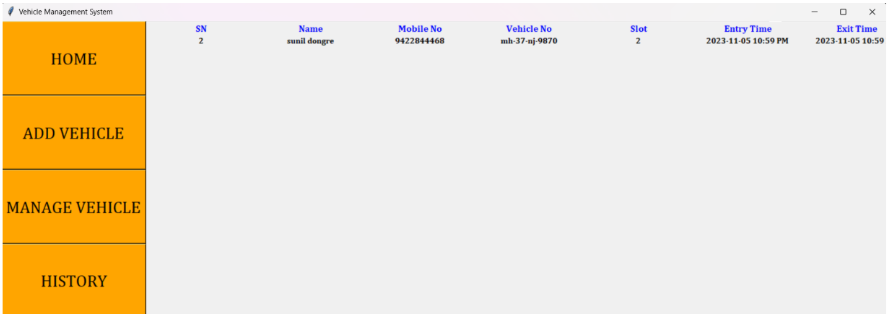 Vehicle Management System
HOME
ADD VEHICLE
MANAGE VEHICLE
HISTORY
SN Name Mobile No Vehicle No Slot Entry Time Exit Time
2 sunil dongre 9422844468 mh-37-nj-9870 2 2023-11-05 10:59 PM 2023-11-05 10:59